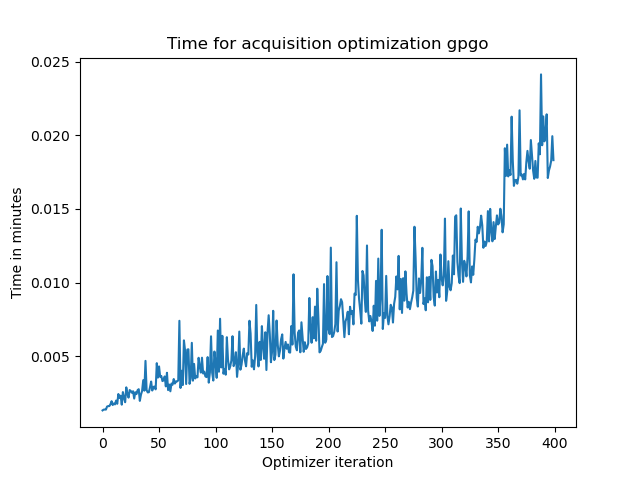 Time for acquisition optimization gpgo
0.025
0.020
0.015
0.010
0.005
Time in minutes
0 50 100 150 200 250 300 350 400
Optimizer iteration